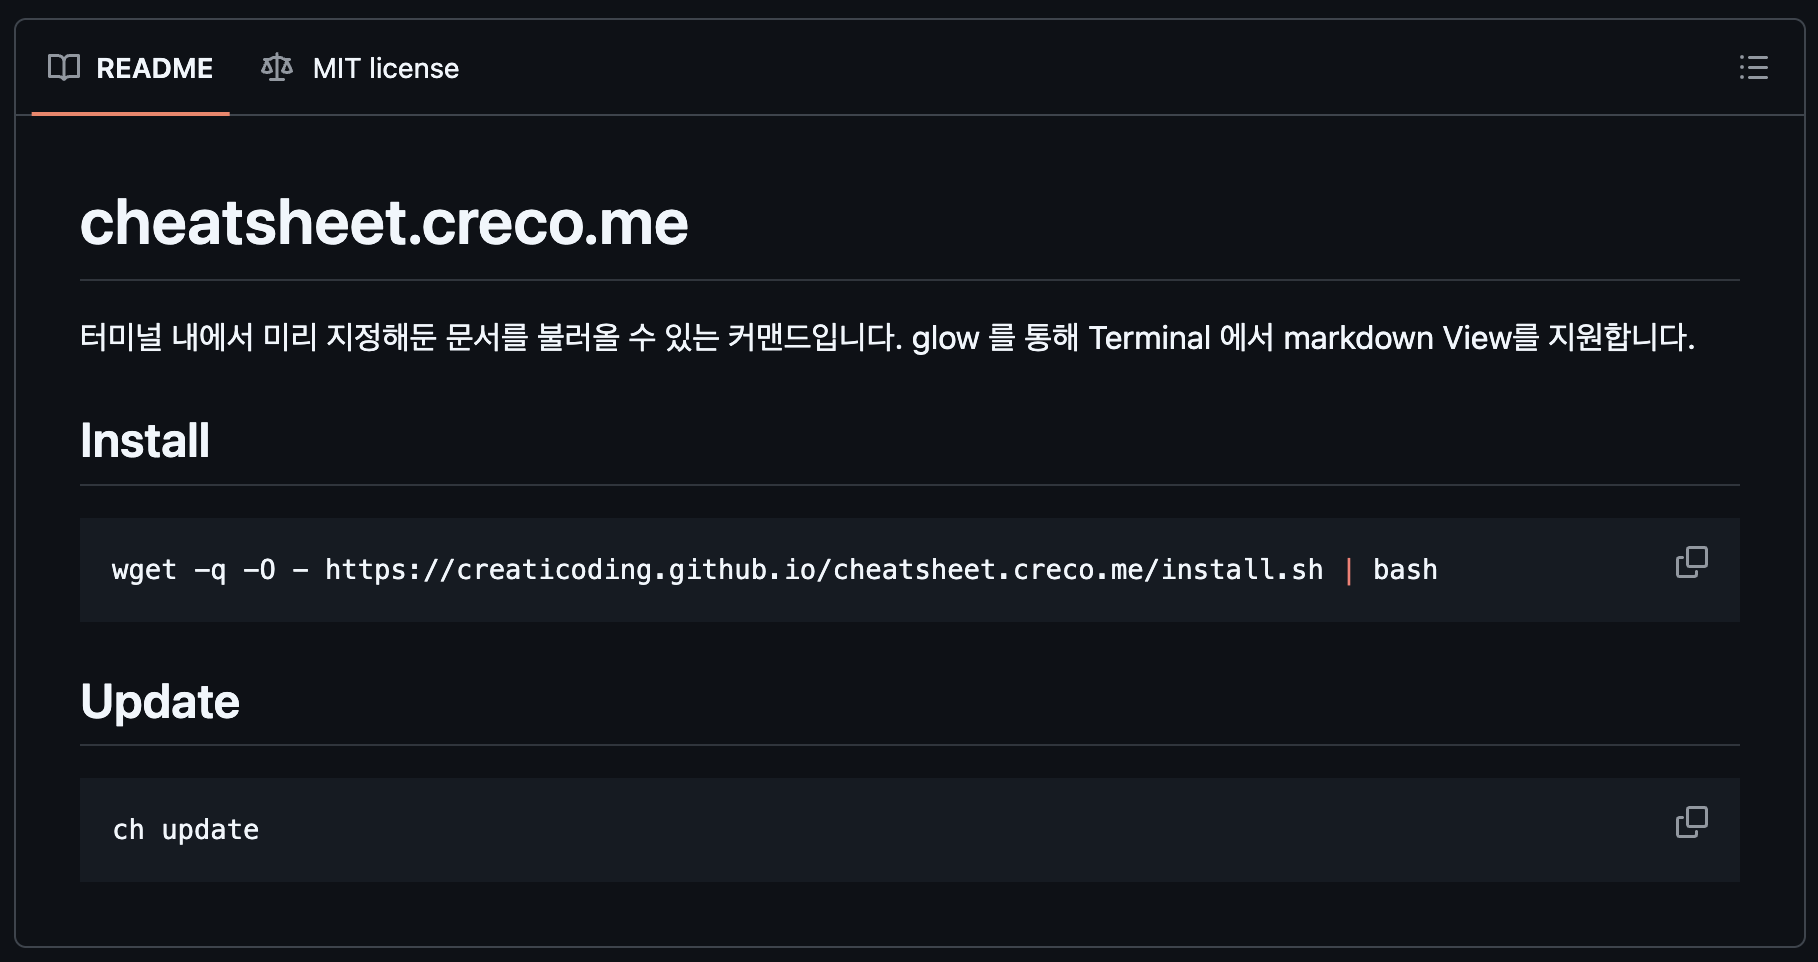 README
MIT license
cheatsheet.creco.me
터미널 내에서 미리 지정해둔 문서를 불러올 수 있는 커맨드입니다. glow 를 통해 Terminal 에서 markdown View를 지원합니다.
Install
wget -q -O - https://creaticoding.github.io/cheatsheet.creco.me/install.sh | bash
Update
ch update